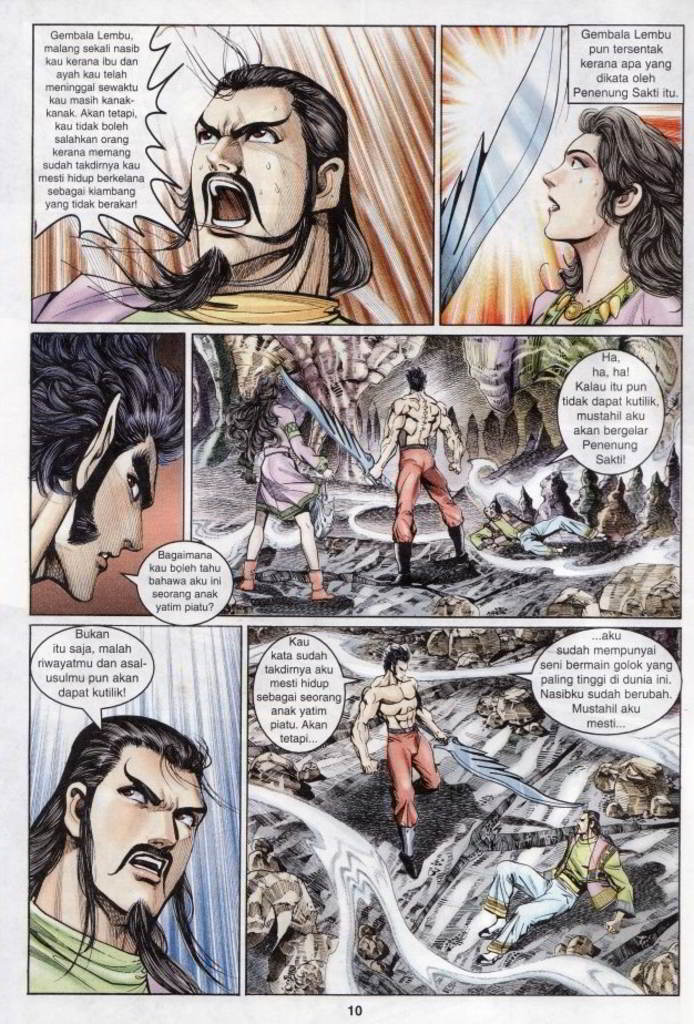 Gembala Lembu,
malang sekali nasib
kau kerana ibu dan
ayah kau telah
meninggal sewaktu
kau masih kanak-
kanak. Akan tetapi,
kau tidak boleh
salahkan orang
kerana memang
sudah takdirnya kau
mesti hidup berkelana
sebagai kiambang
yang tidak berakar!
Gembala Lembu
pun tersentak
kerana apa yang
dikata oleh
Penenung Sakti itu.
Bagaimana
kau boleh tahu
bahawa aku ini
seorang anak
yatim piatu?
Ha,
ha, ha!
Kalau itu pun
tidak dapat kutilik,
mustahil aku
akan bergelar
Penenung
Sakti!
Bukan
itu saja, malah
riwayatmu dan asal-
usulmu pun akan
dapat kutilik!
Kau
kata sudah
takdirnya aku
mesti hidup
sebagai seorang
anak yatim
piatu. Akan
tetapi...
...aku
sudah mempunyai
seni bermain golok yang
paling tinggi di dunia ini.
Nasibku sudah berubah.
Mustahil aku
mesti...
10